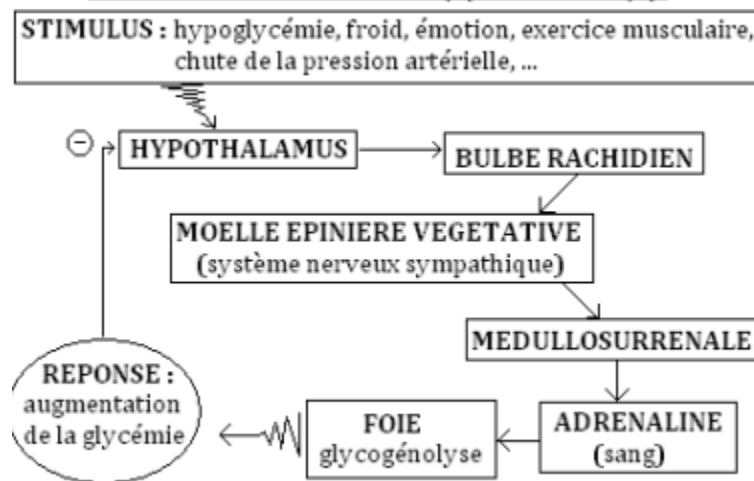 STIMULUS : hypoglycémie, froid, émotion, exercice musculaire,
chute de la pression artérielle, ...
HYPOTHALAMUS
BULBE RACHIDIEN
MOELLE EPINIERE VEGETATIVE
(système nerveux sympathique)
MEDULLOSURRENALE
ADRENALINE
(sang)
FOIE
glycogénolyse
REPONSE :
augmentation
de la glycémie